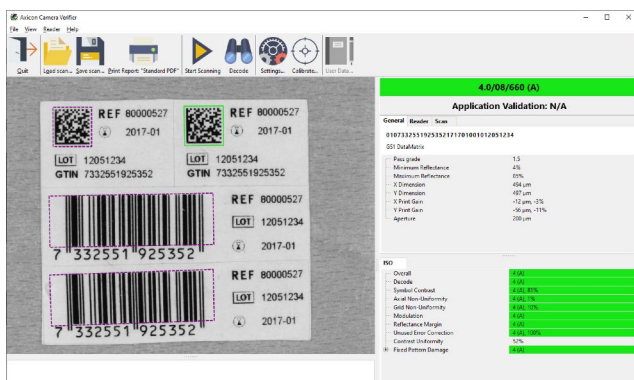 Axicon Camera Verifier
File View Reader Help
Quit Load scan... Save scan... Print Report: "Standard PDF" Start Scanning Decode Settings... Calibrate... User Data...
REF 80000527
2017-01
LOT 12051234
GTIN 7332551925352
REF 80000527
2017-01
LOT 12051234
GTIN 7332551925352
REF 80000527
LOT 12051234
2017-01
7 332551 925352
REF 80000527
LOT 12051234
2017-01
7 332551 925352
4.0/08/660 (A)
Application Validation: N/A
General Reader Scan
GS1 DataMatrix
Pass grade 1.5
Minimum Reflectance 4%
Maximum Reflectance 85%
X Dimension 494 µm
Y Dimension 497 µm
X Print Gain -12 µm, -3%
Y Print Gain -56 µm, -11%
Aperture 200 µm
ISO
Overall 4 (A)
Decode 4 (A)
Symbol Contrast 4 (A), 81%
Axial Non-Uniformity 4 (A), 1%
Grid Non-Uniformity 4 (A), 10%
Modulation 4 (A)
Reflectance Margin 4 (A)
Unused Error Correction 4 (A), 100%
Contrast Uniformity 52%
Fixed Pattern Damage 4 (A)